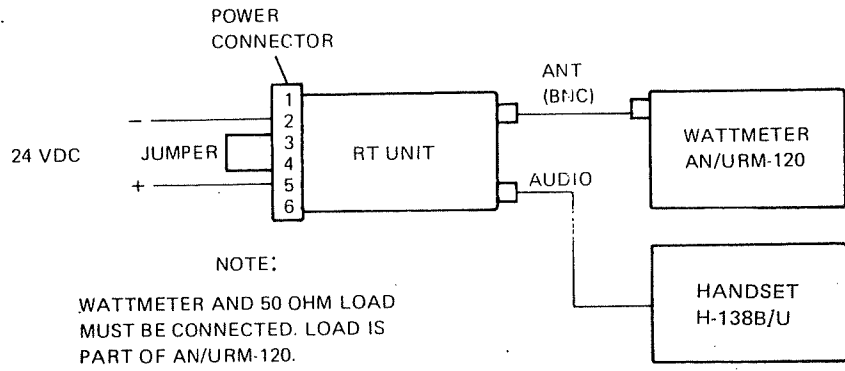 POWER
CONNECTOR
1
2
3
4
5
6
−
24 VDC
JUMPER
+
RT UNIT
ANT
(BNC)
AUDIO
WATTMETER
AN/URM-120
HANDSET
H-138B/U
NOTE:
WATTMETER AND 50 OHM LOAD
MUST BE CONNECTED. LOAD IS
PART OF AN/URM-120.